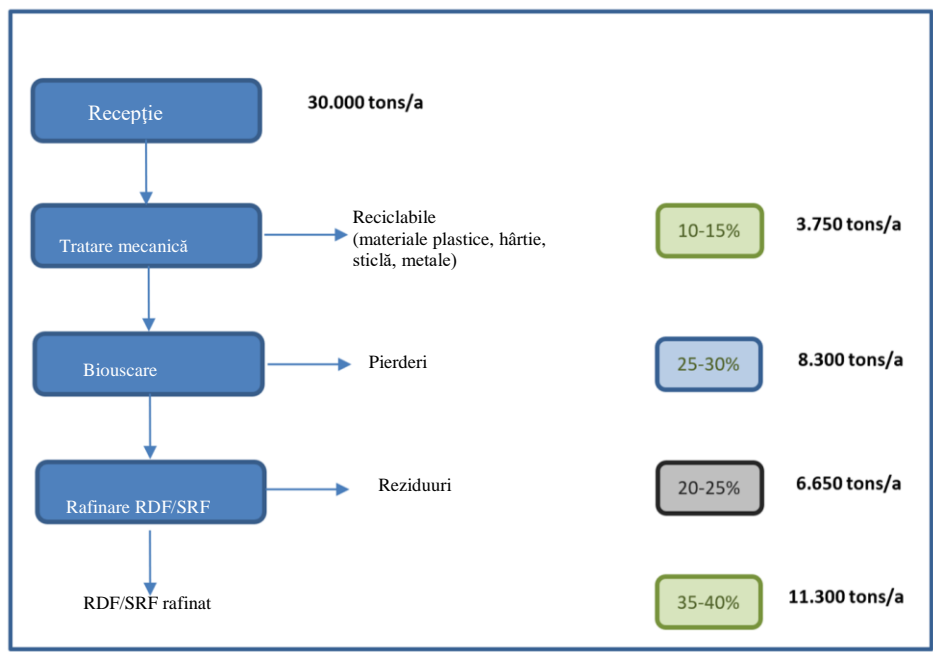 Recepţie
30.000 tons/a
Tratare mecanică
Reciclabile
(materiale plastice, hârtie,
sticlă, metale)
10-15%
3.750 tons/a
Biouscare
Pierderi
25-30%
8.300 tons/a
Rafinare RDF/SRF
Reziduuri
20-25%
6.650 tons/a
RDF/SRF rafinat
35-40%
11.300 tons/a